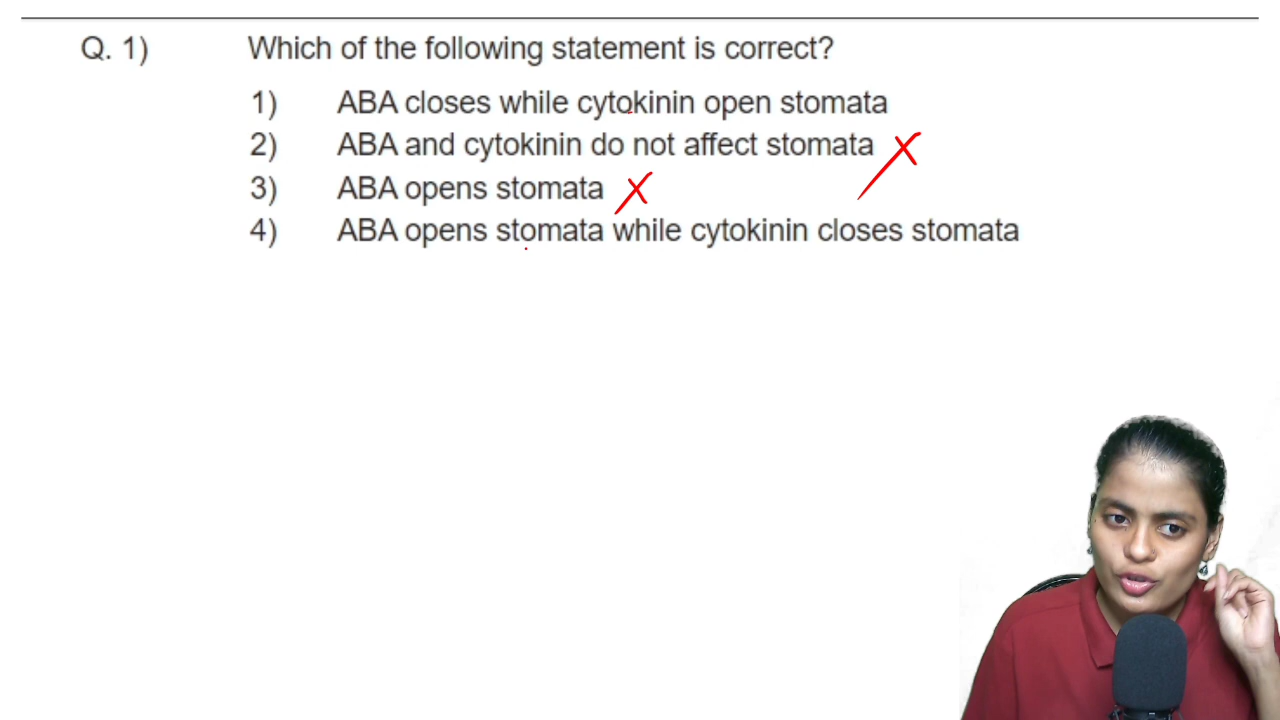 Q. 1) Which of the following statement is correct?
1) ABA closes while cytokinin open stomata
2) ABA and cytokinin do not affect stomata
3) ABA opens stomata
4) ABA opens stomata while cytokinin closes stomata